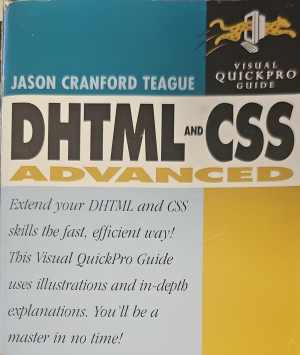 VISUAL
QUICKPRO
GUIDE
JASON CRANFORD TEAGUE
DHTML AND CSS
ADVANCED
Extend your DHTML and CSS
skills the fast, efficient way!
This Visual QuickPro Guide
uses illustrations and in-depth
explanations. You'll be a
master in no time!